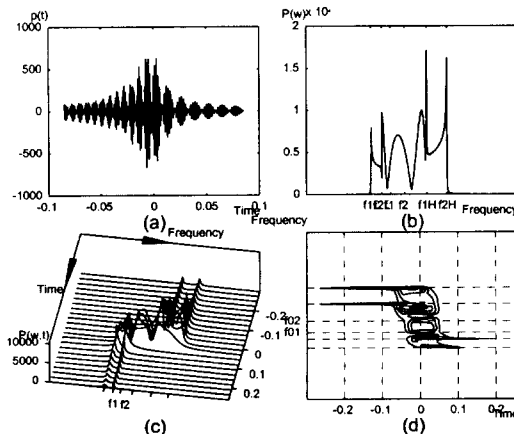 p(t)
1000
500
0
-500
-1000
-0.1
-0.05
0
0.05
0.1
Time
(a)
P(w)
2
1.5
1
0.5
0
f2
f1H
f2H
Frequency
(b)
Frequency
Time
P(w,t)
10000
5000
0
f1
f2
-0.2
-0.1
0
0.1
0.2
(c)
f02
f01
-0.2
-0.1
0
0.1
0.2
Time
(d)